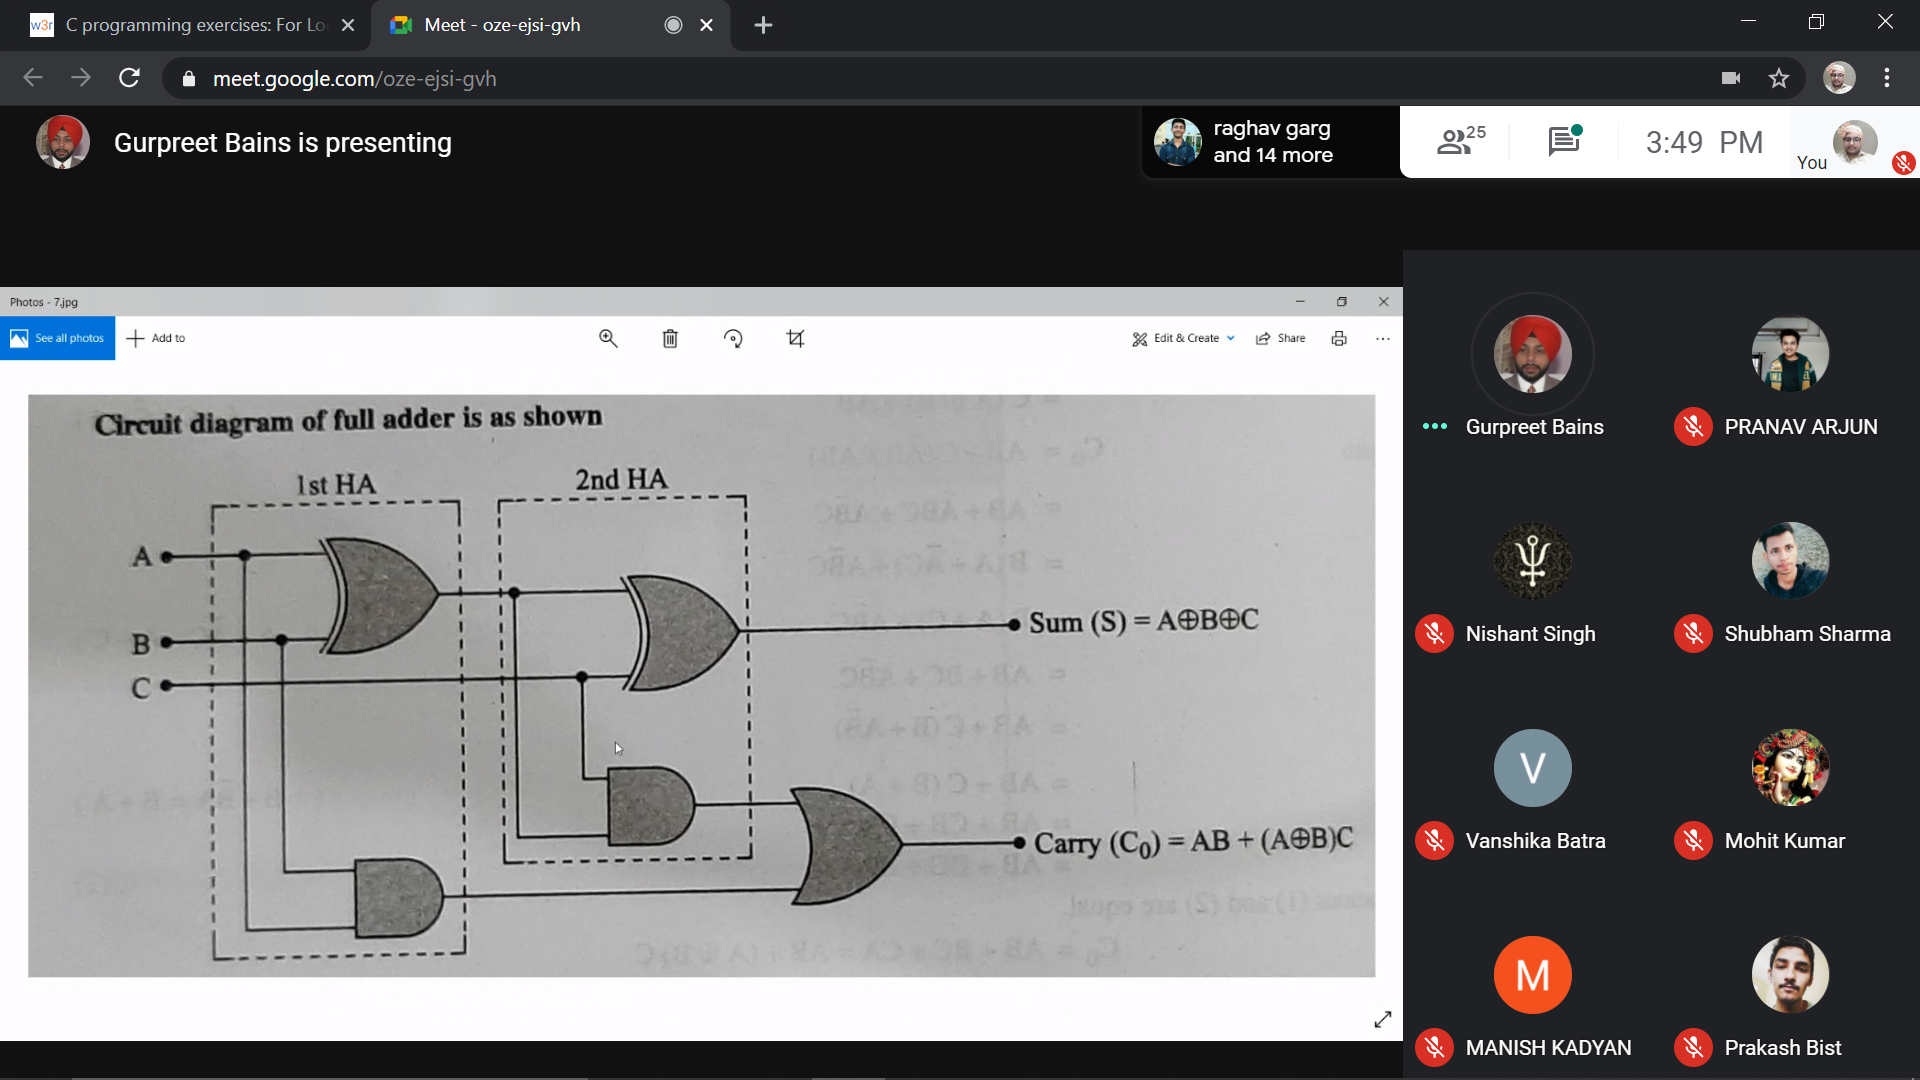 w3r C programming exercises: For Lo
Meet - oze-ejsi-gvh
meet.google.com/oze-ejsi-gvh
Gurpreet Bains is presenting
raghav garg
and 14 more
25
3:49 PM
You
Photos - 7.jpg
See all photos
Add to
Edit & Create
Share
Circuit diagram of full adder is as shown
1st HA
2nd HA
A
B
C
Sum (S) = A⊕B⊕C
Carry (C₀) = AB + (A⊕B)C
Gurpreet Bains
PRANAV ARJUN
Nishant Singh
Shubham Sharma
V
Vanshika Batra
Mohit Kumar
M
MANISH KADYAN
Prakash Bist